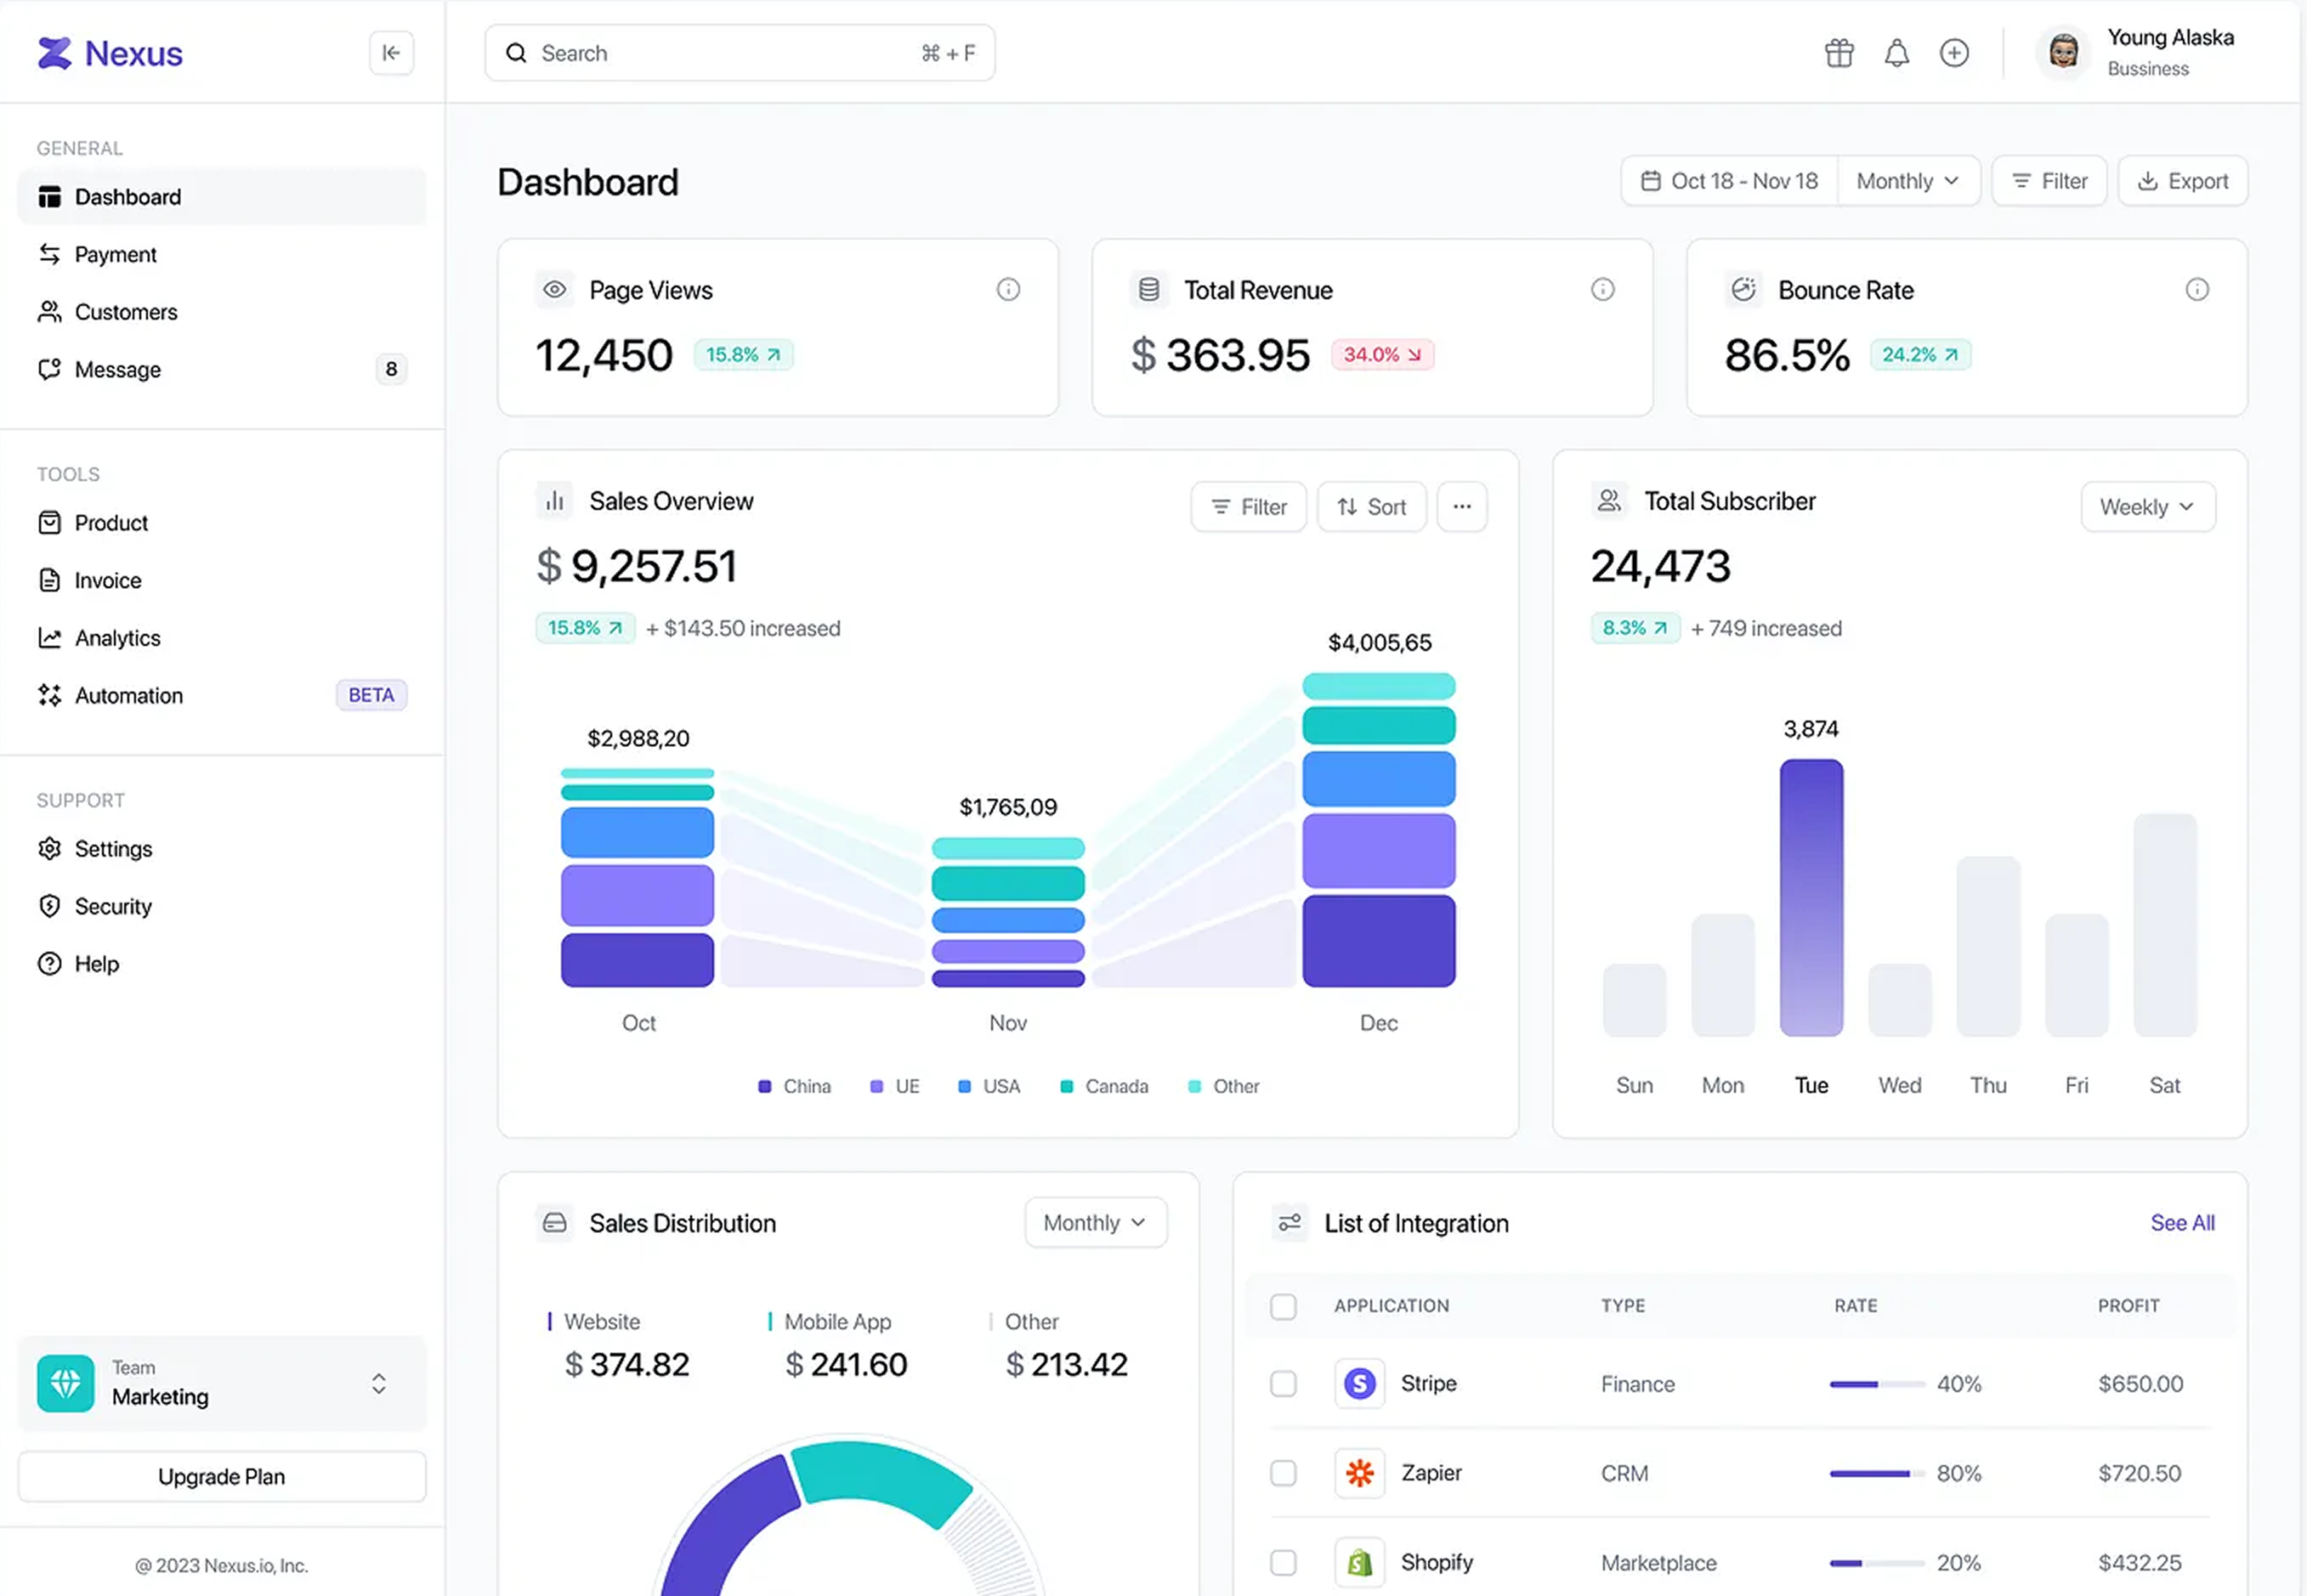 Nexus
Search
⌘ + F
Young Alaska
Bussiness
GENERAL
Dashboard
Payment
Customers
Message 8
TOOLS
Product
Invoice
Analytics
Automation BETA
SUPPORT
Settings
Security
Help
Team
Marketing
Upgrade Plan
@ 2023 Nexus.io, Inc.
Dashboard
Oct 18 - Nov 18 Monthly Filter Export
Page Views
12,450 15.8%
Total Revenue
$ 363.95 34.0%
Bounce Rate
86.5% 24.2%
Sales Overview
Filter Sort ...
$ 9,257.51
15.8% + $143.50 increased
$2,988,20
$1,765,09
$4,005,65
Oct Nov Dec
China UE USA Canada Other
Total Subscriber
Weekly
24,473
8.3% + 749 increased
3,874
Sun Mon Tue Wed Thu Fri Sat
Sales Distribution
Monthly
Website Mobile App Other
$ 374.82 $ 241.60 $ 213.42
List of Integration
See All
APPLICATION TYPE RATE PROFIT
Stripe Finance 40% $650.00
Zapier CRM 80% $720.50
Shopify Marketplace 20% $432.25